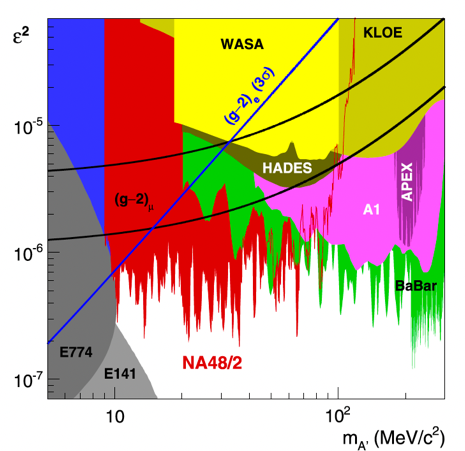 ε²
WASA
KLOE
(g−2)ₑ (3σ)
10⁻⁵
HADES
APEX
(g−2)μ
A1
10⁻⁶
BaBar
E774
NA48/2
E141
10⁻⁷
10
10²
mA' (MeV/c²)